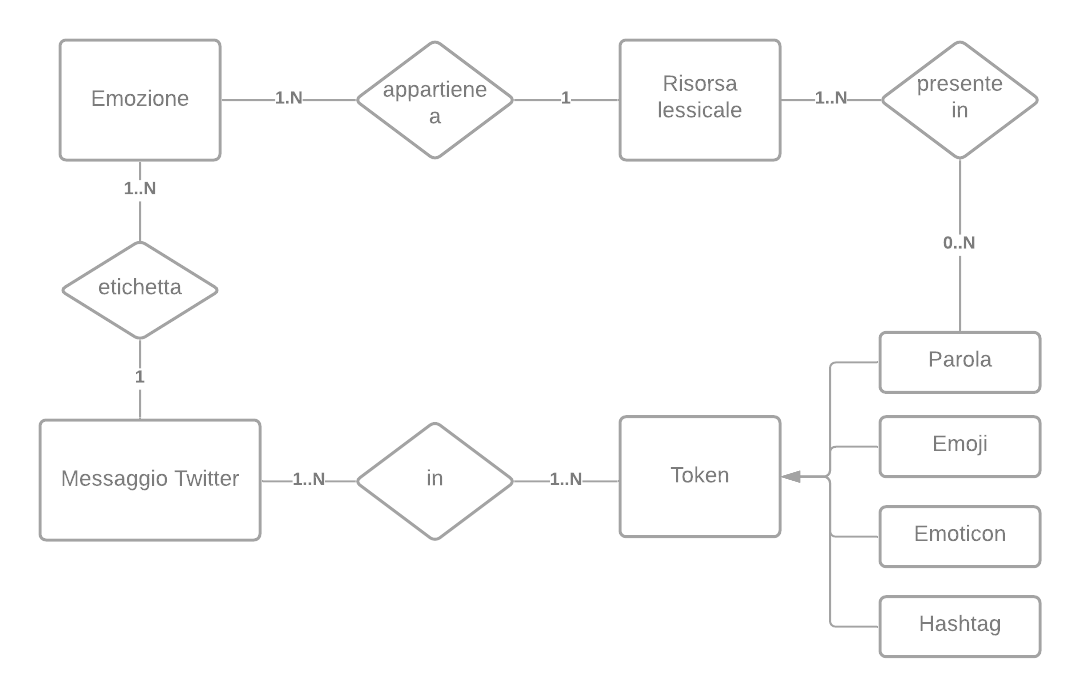 Emozione
1.N
appartiene
a
1
Risorsa
lessicale
1..N
presente
in
1..N
0..N
etichetta
1
Parola
Emoji
Messaggio Twitter
1..N
in
1..N
Token
Emoticon
Hashtag